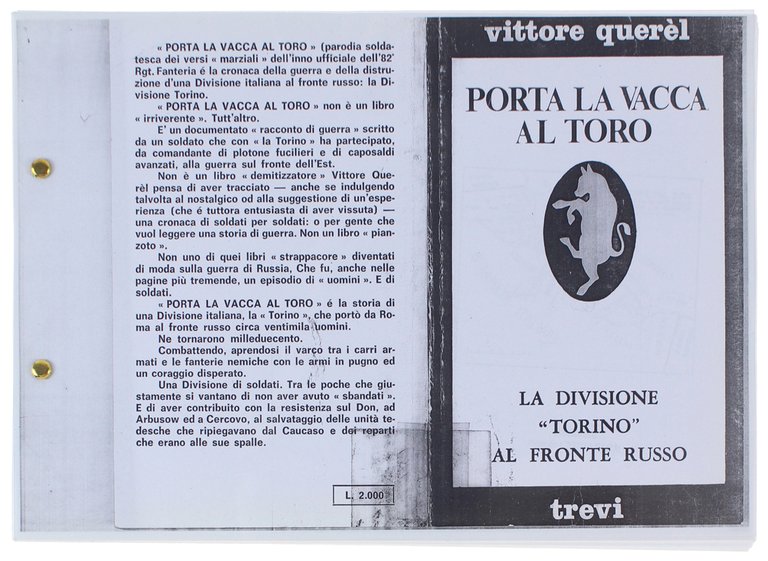 « PORTA LA VACCA AL TORO » (parodia solda-
tesca dei versi « marziali » dell'inno ufficiale dell'82'
Rgt. Fanteria é la cronaca della guerra e della distru-
zione d'una Divisione italiana al fronte russo: la Di-
visione Torino.
« PORTA LA VACCA AL TORO » non è un libro
« irriverente ». Tutt'altro.
E' un documentato « racconto di guerra » scritto
da un soldato che con « la Torino » ha partecipato,
da comandante di plotone fucilieri e di caposaldi
avanzati, alla guerra sul fronte dell'Est.
Non è un libro « demitizzatore » Vittore Que-
rèl pensa di aver tracciato — anche se indulgendo
talvolta al nostalgico od alla suggestione di un'espe-
rienza (che é tuttora entusiasta di aver vissuta) —
una cronaca di soldati per soldati: o per gente che
vuol leggere una storia di guerra. Non un libro « pian-
zoto ».
Non uno di quei libri « strappacore » diventati
di moda sulla guerra di Russia, Che fu, anche nelle
pagine più tremende, un episodio di « uomini ». E di
soldati.
« PORTA LA VACCA AL TORO » é la storia di
una Divisione italiana, la « Torino », che portò da Ro-
ma al fronte russo circa ventimila uomini.
Ne tornarono milleduecento.
Combattendo, aprendosi il varco tra i carri ar-
mati e le fanterie nemiche con le armi in pugno ed
un coraggio disperato.
Una Divisione di soldati. Tra le poche che giu-
stamente si vantano di non aver avuto « sbandati ».
E di aver contribuito con la resistenza sul Don, ad
Arbusow ed a Cercovo, al salvataggio delle unità te-
desche che ripiegavano dal Caucaso e dei reparti
che erano alle sue spalle.
L. 2.000
vittore querèl
PORTA LA VACCA
AL TORO
LA DIVISIONE
“TORINO”
AL FRONTE RUSSO
trevi